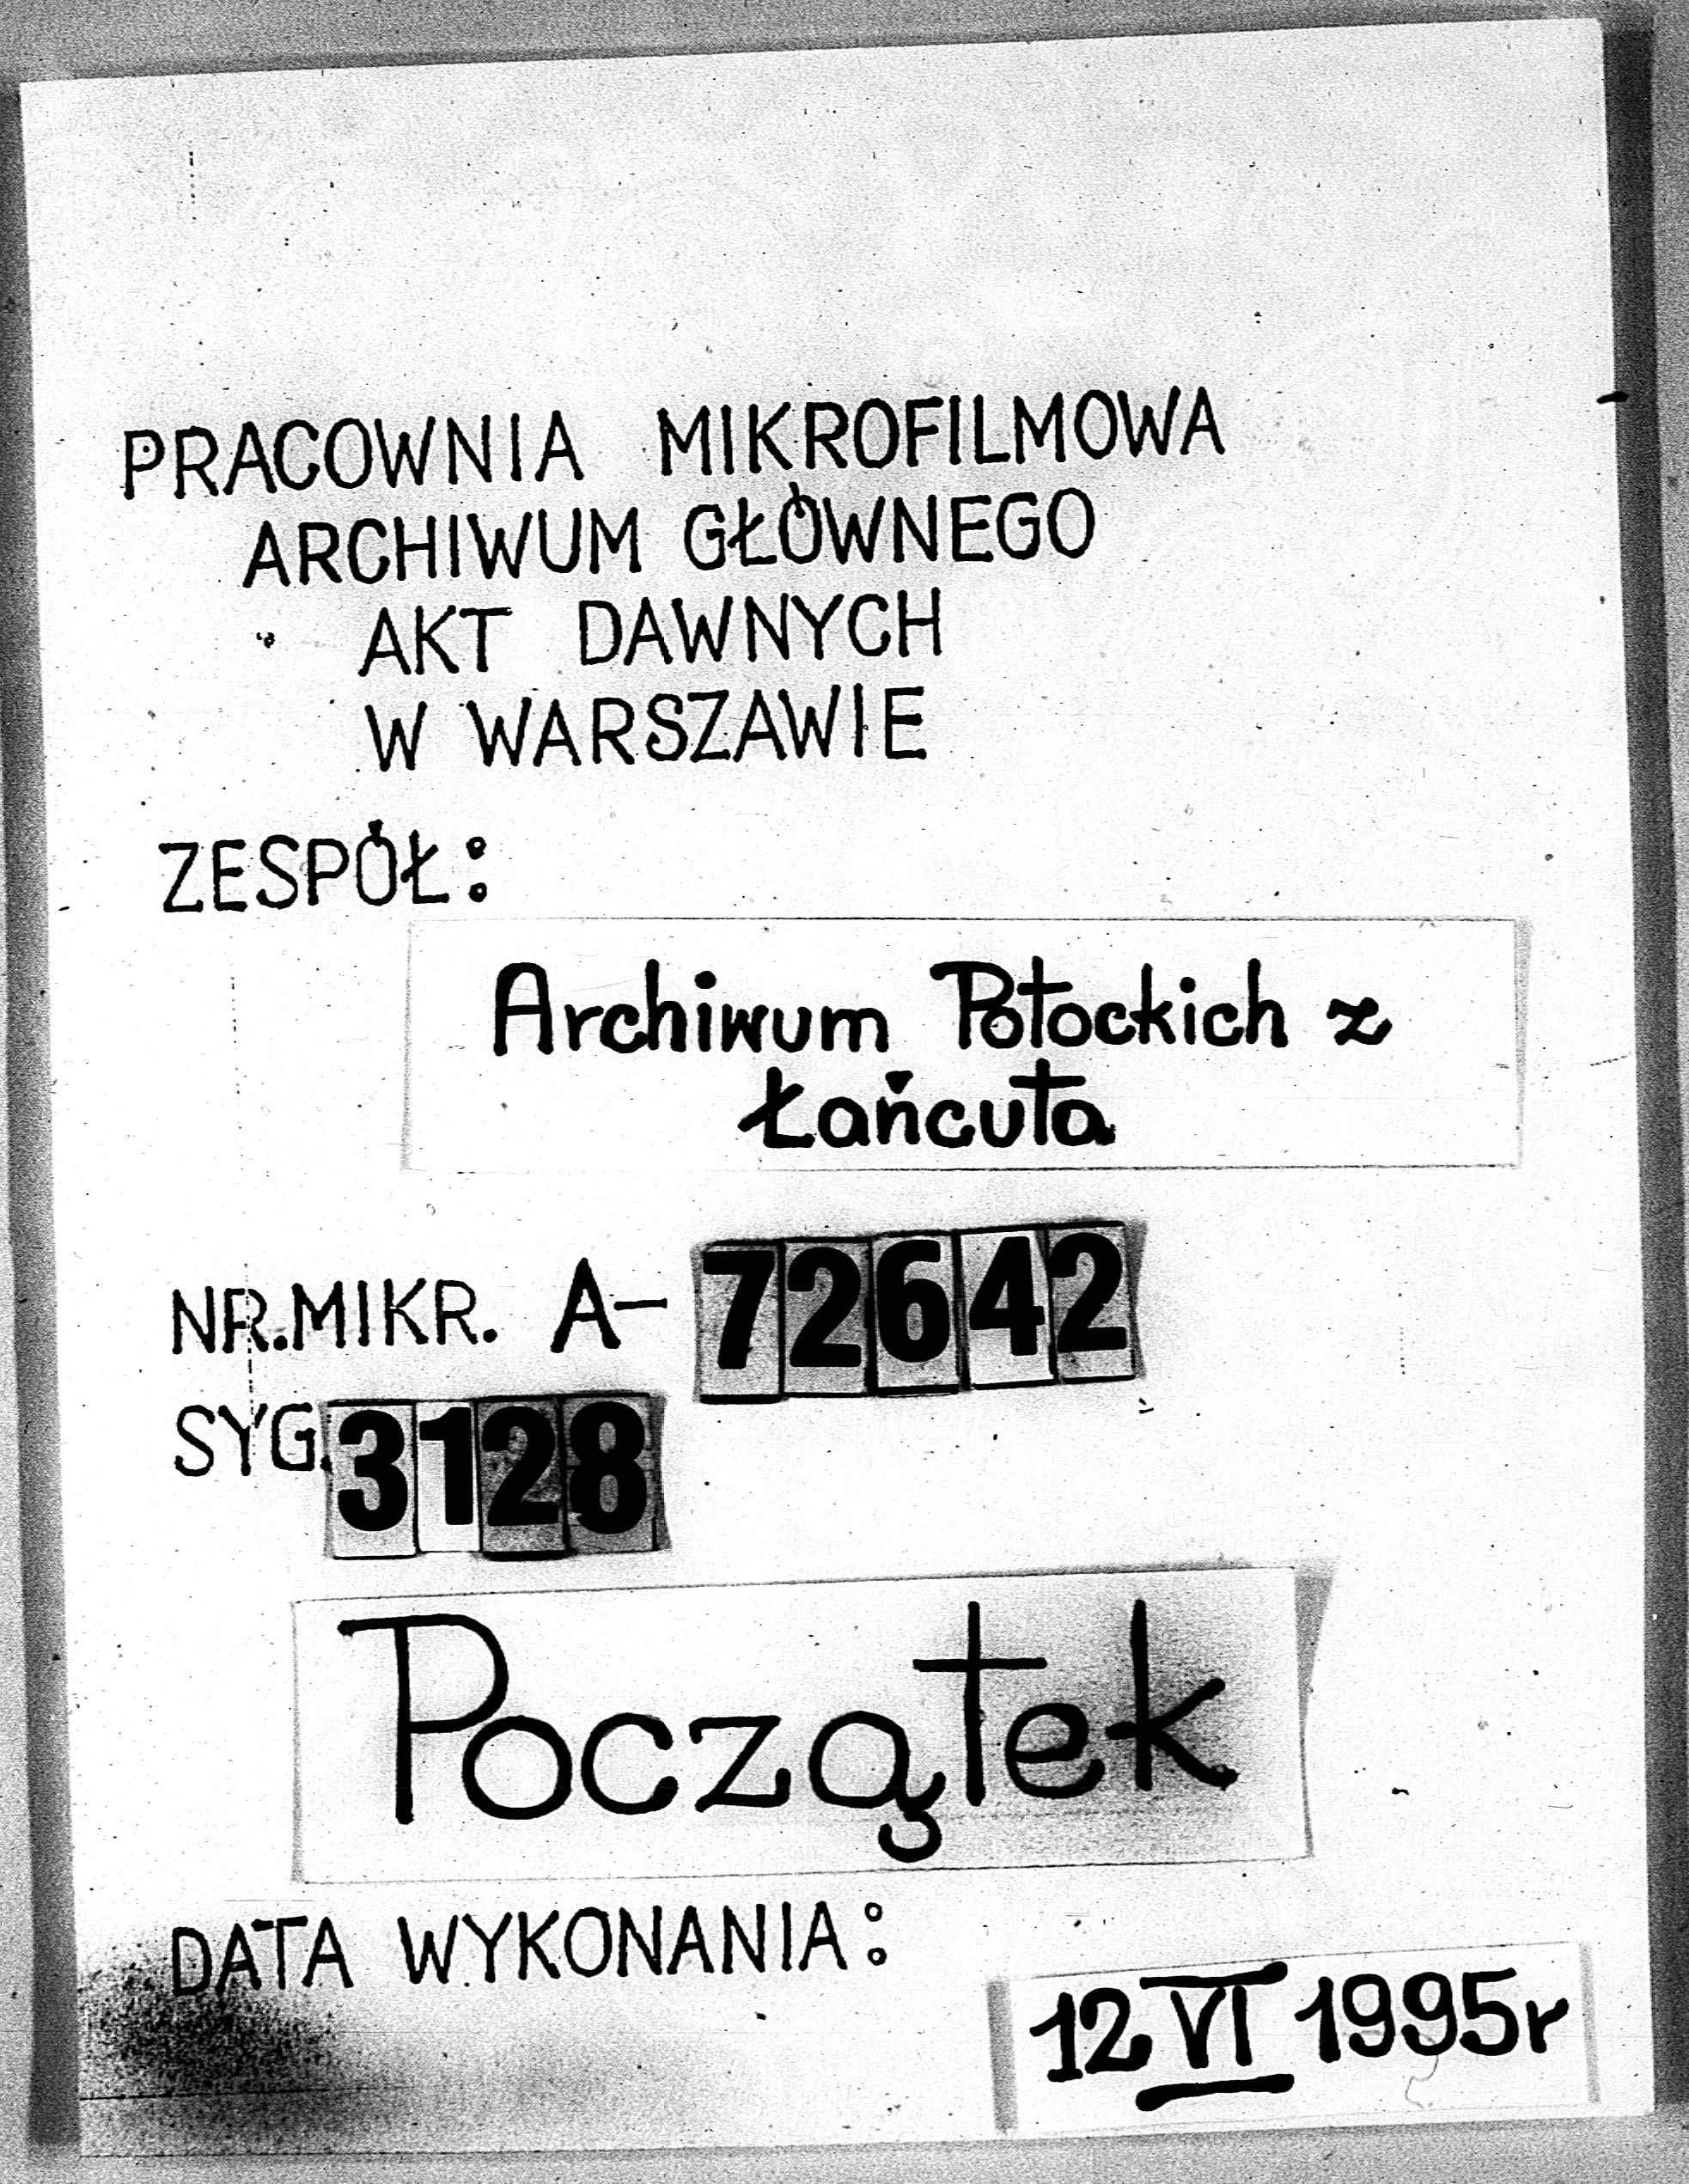 PRACOWNIA MIKROFILMOWA
ARCHIWUM GŁÓWNEGO
AKT DAWNYCH
W WARSZAWIE
ZESPÓŁ:
Archiwum Potockich z
Łańcuta
NR.MIKR. A- 72642
SYG. 3128
Początek
DATA WYKONANIA:
12 VI 1995r